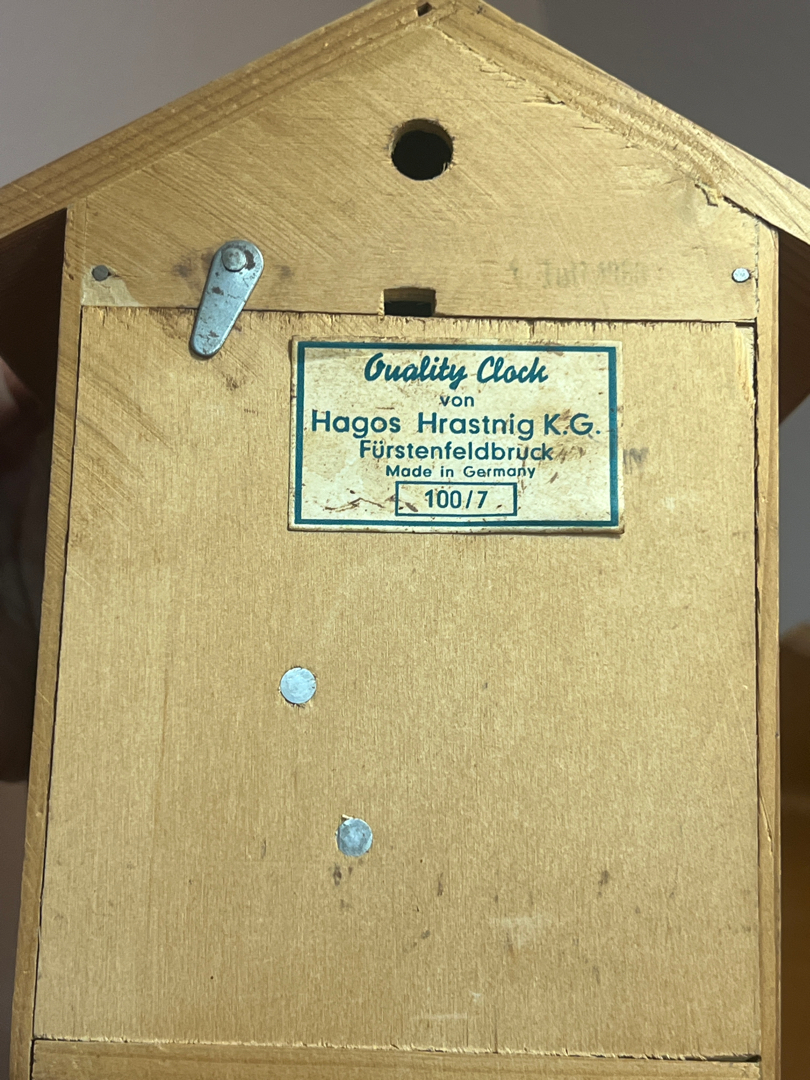 Quality Clock
von
Hagos Hrastnig K.G.
Fürstenfeldbruck
Made in Germany
100/7